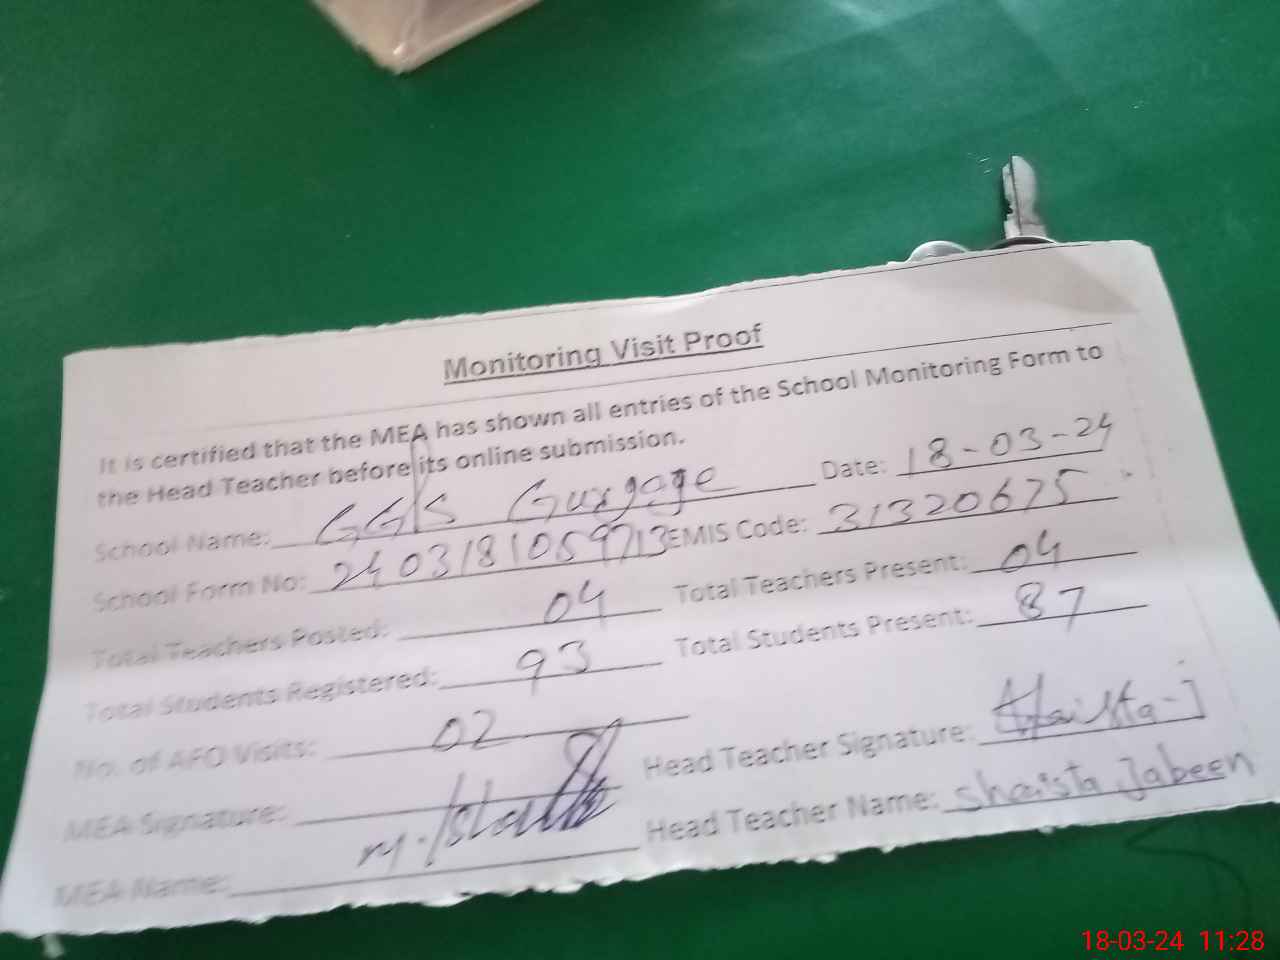 Monitoring Visit Proof
It is certified that the MEA has shown all entries of the School Monitoring Form to
the Head Teacher before its online submission.
School Name: GGPS Date: 18-03-24
School Form No: 2403181059713 EMIS Code: 31320675
Total Teachers Posted: 04 Total Teachers Present: 04
Total Students Registered: 93 Total Students Present: 87
No. of AFO Visits: 02
MEA Signature: Head Teacher Signature: Shaista-J
MEA Name: Head Teacher Name: Shaista Jabeen
18-03-24 11:28